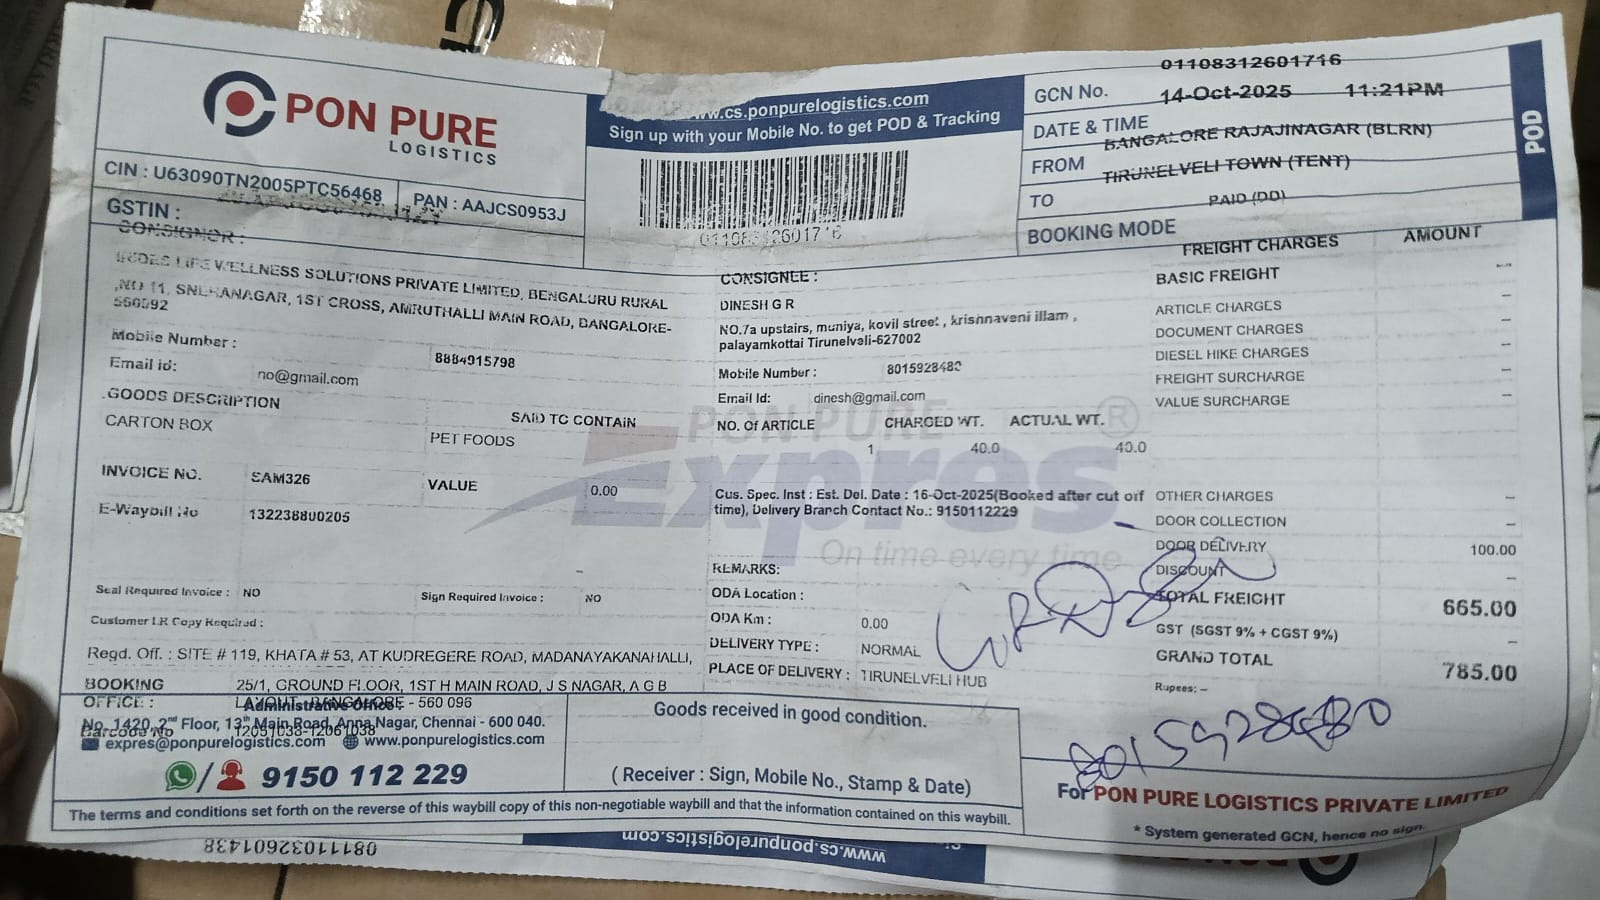 PON PURE
LOGISTICS
CIN : U63090TN2005PTC56468
PAN : AAJCS0953J
GSTIN :
www.cs.ponpurelogistics.com
Sign up with your Mobile No. to get POD & Tracking
GCN No.
01108312601716
DATE & TIME
14-Oct-2025 11:21PM
FROM
BANGALORE RAJAJINAGAR (BLRN)
TO
TIRUNELVELI TOWN (TENT)
BOOKING MODE
PAID (DD)
POD
CONSIGNOR :
LIFE WELLNESS SOLUTIONS PRIVATE LIMITED, BENGALURU RURAL
,NO 11, SNEHANAGAR, 1ST CROSS, AMRUTHALLI MAIN ROAD, BANGALORE-
560092
Mobile Number :
8884915798
Email id:
no@gmail.com
CONSIGNEE :
DINESH G R
NO.7a upstairs, muniya, kovil street , krishnaveni illam ,
palayamkottai Tirunelveli-627002
Mobile Number :
8015928480
Email Id:
dinesh@gmail.com
GOODS DESCRIPTION
SAID TO CONTAIN
CARTON BOX
PET FOODS
NO. Of ARTICLE CHARGED WT. ACTUAL WT.
1 40.0 40.0
INVOICE NO.
SAM326
VALUE
0.00
E-Waybill No
132238800205
Cus. Spec. Inst : Est. Del. Date : 16-Oct-2025(Booked after cut off
time), Delivery Branch Contact No.: 9150112229
PON PURE
Expres
On time every time
FREIGHT CHARGES AMOUNT
BASIC FREIGHT --
ARTICLE CHARGES --
DOCUMENT CHARGES --
DIESEL HIKE CHARGES --
FREIGHT SURCHARGE --
VALUE SURCHARGE --
OTHER CHARGES --
DOOR COLLECTION --
DOOR DELIVERY 100.00
DISCOUNT --
TOTAL FREIGHT 665.00
GST (SGST 9% + CGST 9%) --
GRAND TOTAL 785.00
Rupees: --
REMARKS:
ODA Location :
ODA Km :
0.00
DELIVERY TYPE :
NORMAL
PLACE OF DELIVERY :
TIRUNELVELI HUB
Seal Required Invoice : NO
Sign Required Invoice : NO
Customer LR Copy Required :
Regd. Off. : SITE # 119, KHATA # 53, AT KUDREGERE ROAD, MADANAYAKANAHALLI,
BOOKING
OFFICE :
25/1, GROUND FLOOR, 1ST H MAIN ROAD, J S NAGAR, A G B
LAYOUT, BANGALORE - 560 096
Administrative Office :
No. 1420, 2nd Floor, 13th Main Road, Anna Nagar, Chennai - 600 040.
Barcode No
12051038-12061038
expres@ponpurelogistics.com www.ponpurelogistics.com
9150 112 229
Goods received in good condition.
( Receiver : Sign, Mobile No., Stamp & Date)
8015928480
For PON PURE LOGISTICS PRIVATE LIMITED
* System generated GCN, hence no sign.
The terms and conditions set forth on the reverse of this waybill copy of this non-negotiable waybill and that the information contained on this waybill.
08111032601438
www.cs.ponpurelogistics.com